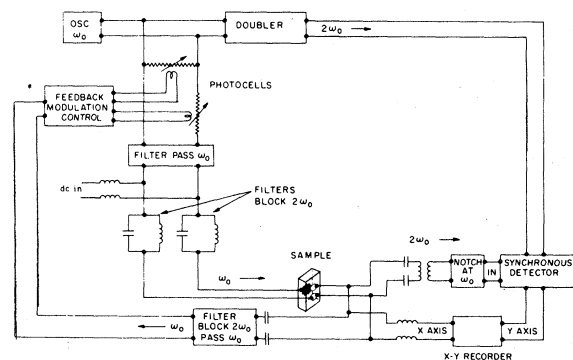 OSC
ω₀
DOUBLER
2ω₀
PHOTOCELLS
FEEDBACK
MODULATION
CONTROL
FILTER PASS ω₀
dc in
FILTERS
BLOCK 2ω₀
SAMPLE
ω₀
2ω₀
NOTCH
AT
ω₀
IN
SYNCHRONOUS
DETECTOR
ω₀
FILTER
BLOCK 2ω₀
PASS ω₀
X AXIS
Y AXIS
X-Y RECORDER